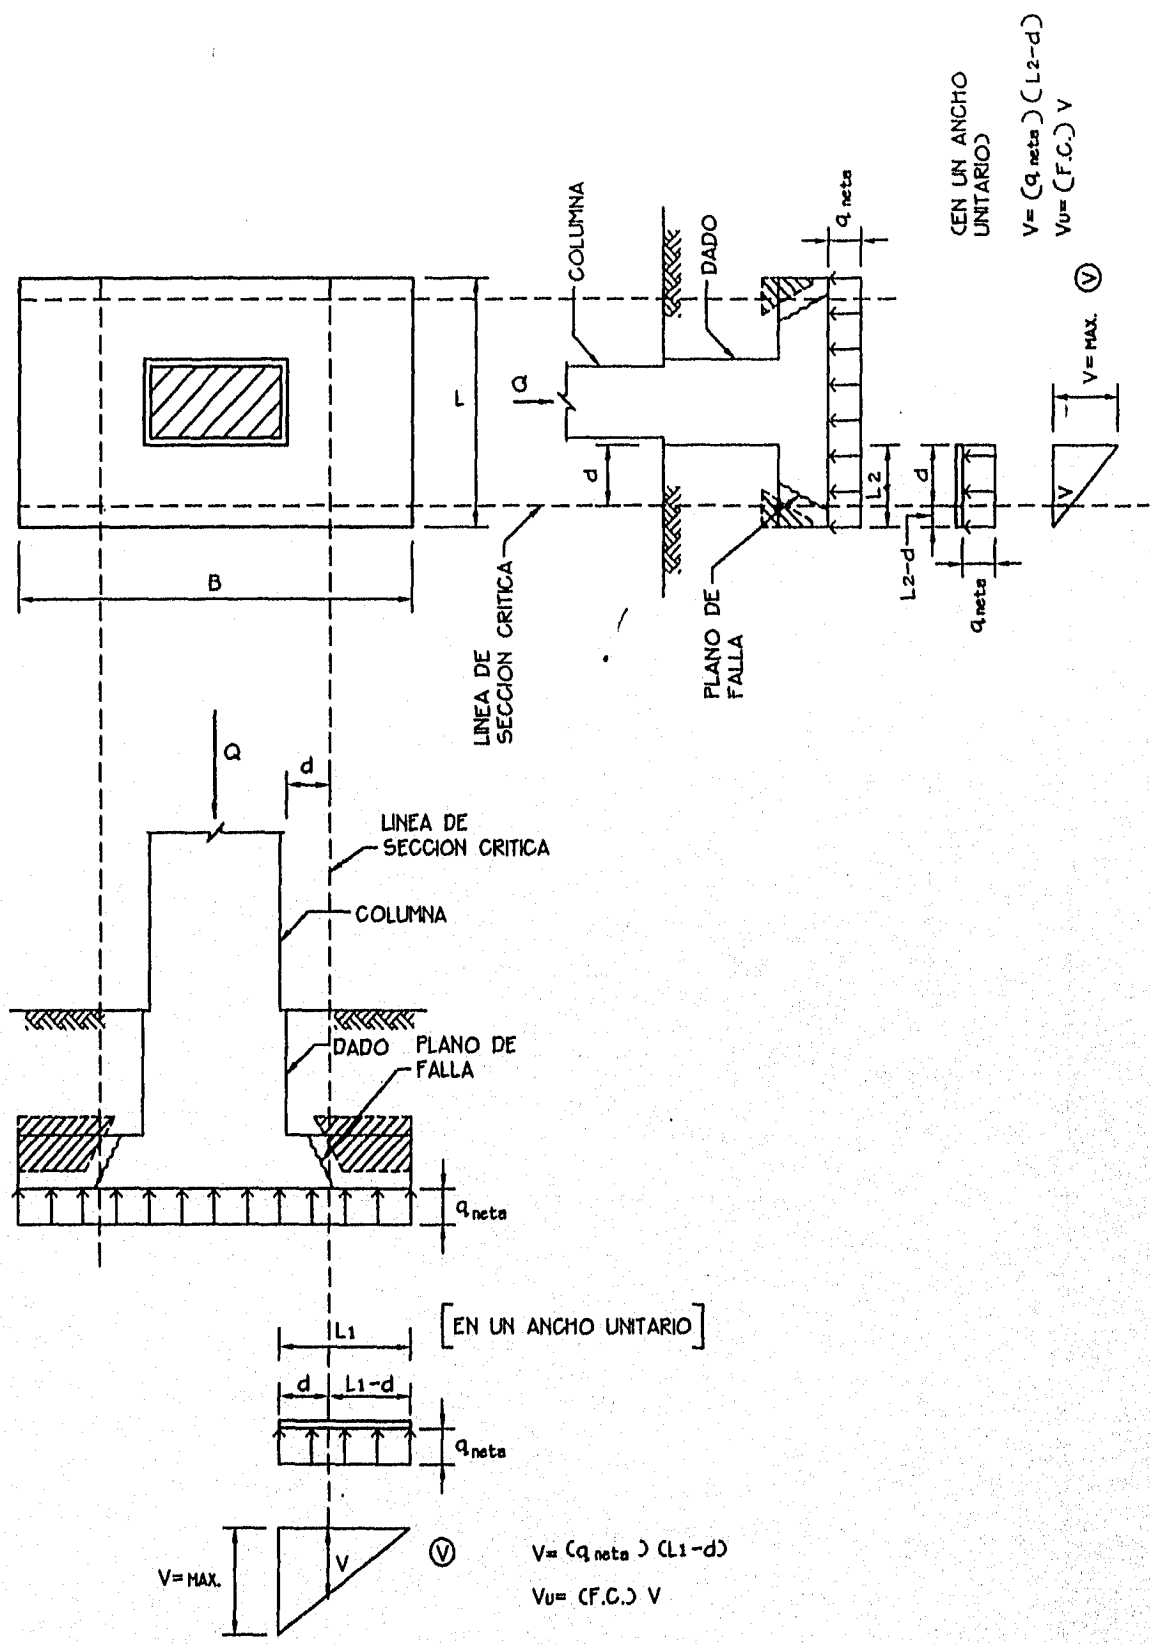 (EN UN ANCHO
UNITARIO)
V=(q neta)(L2-d)
Vu=(F.C.) V
COLUMNA
DADO
q neta
Q
L
d
L2
d
L2-d
q neta
V
V= MAX.
V
B
LINEA DE
SECCION CRITICA
PLANO DE
FALLA
Q
d
LINEA DE
SECCION CRITICA
COLUMNA
DADO
PLANO DE
FALLA
q neta
[EN UN ANCHO UNITARIO]
L1
d
L1-d
q neta
V= MAX.
V
V
V= (q neta) (L1-d)
Vu= (F.C.) V